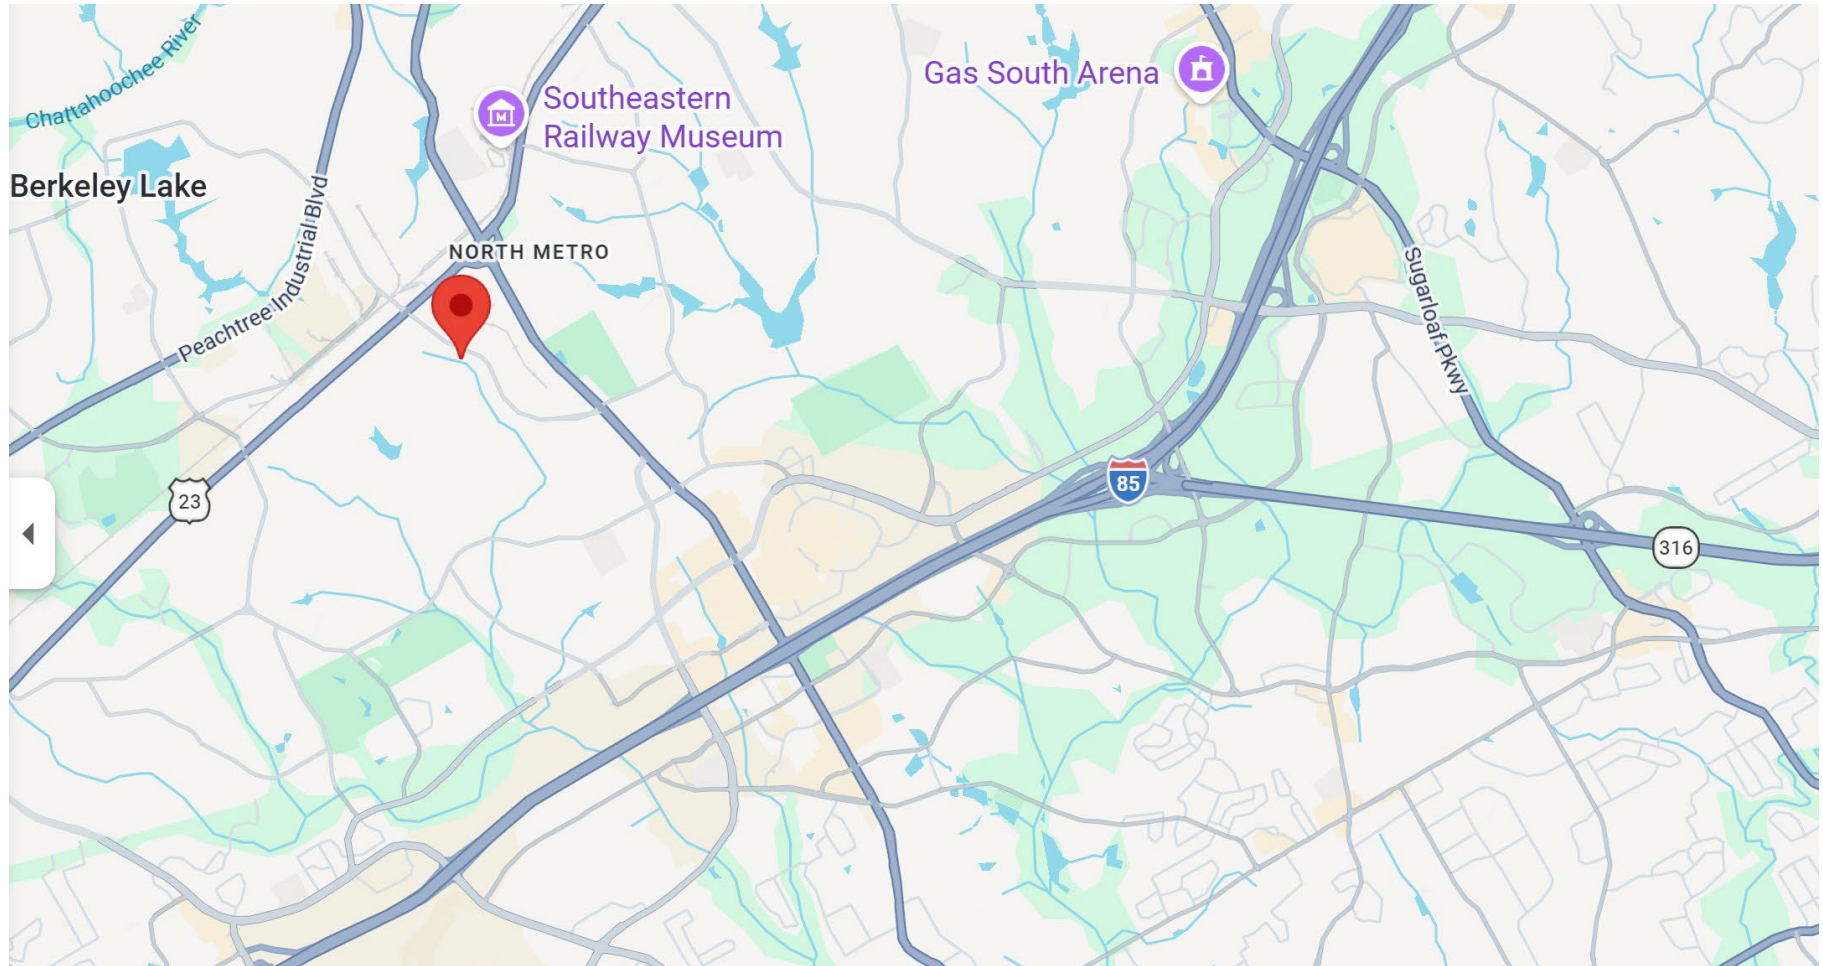 Chattahoochee River
Gas South Arena
Southeastern
Railway Museum
Berkeley Lake
Peachtree Industrial Blvd
NORTH METRO
Sugarloaf Pkwy
85
23
316